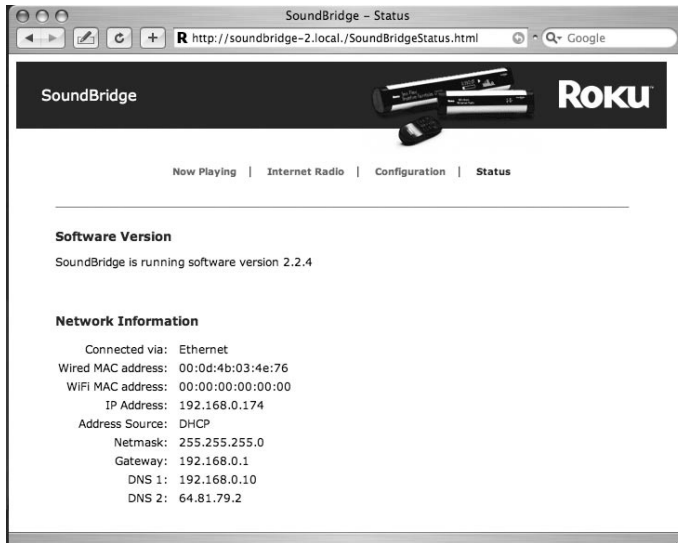 SoundBridge – Status
R http://soundbridge-2.local./SoundBridgeStatus.html
Google
SoundBridge
ROKU
Now Playing | Internet Radio | Configuration | Status
Software Version
SoundBridge is running software version 2.2.4
Network Information
Connected via: Ethernet
Wired MAC address: 00:0d:4b:03:4e:76
WiFi MAC address: 00:00:00:00:00:00
IP Address: 192.168.0.174
Address Source: DHCP
Netmask: 255.255.255.0
Gateway: 192.168.0.1
DNS 1: 192.168.0.10
DNS 2: 64.81.79.2